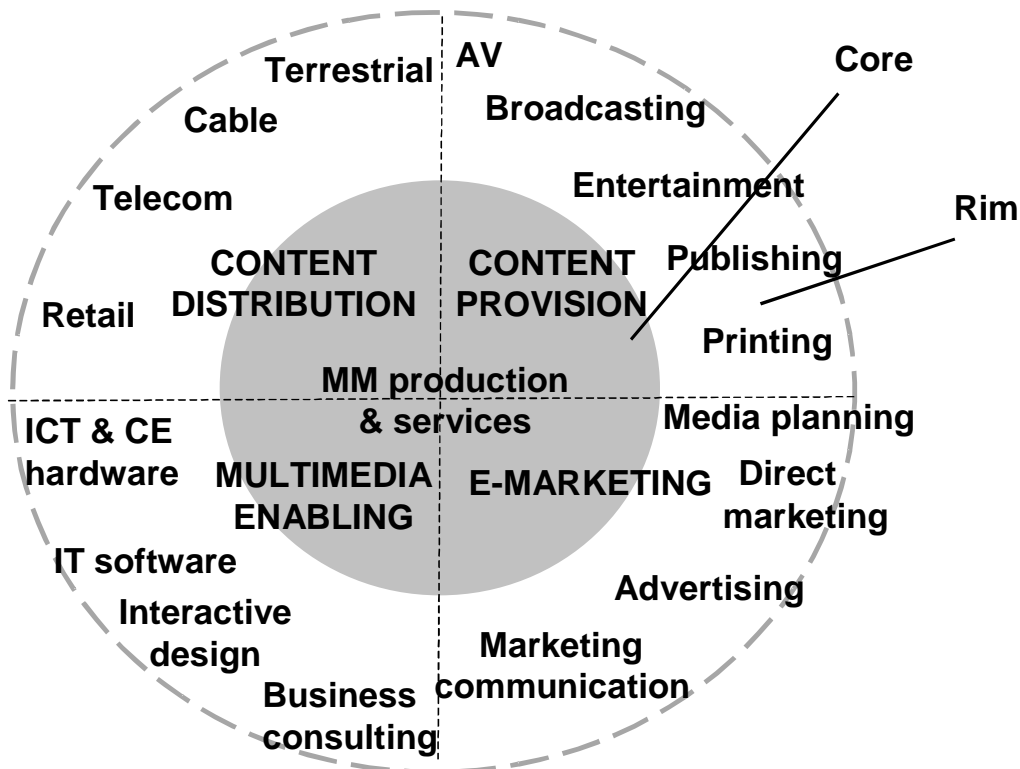 AV
Core
Terrestrial
Broadcasting
Cable
Entertainment
Telecom
Rim
CONTENT
DISTRIBUTION
CONTENT
PROVISION
Publishing
Retail
Printing
MM production
& services
ICT & CE
hardware
Media planning
MULTIMEDIA
ENABLING
E-MARKETING
Direct
marketing
IT software
Advertising
Interactive
design
Marketing
communication
Business
consulting